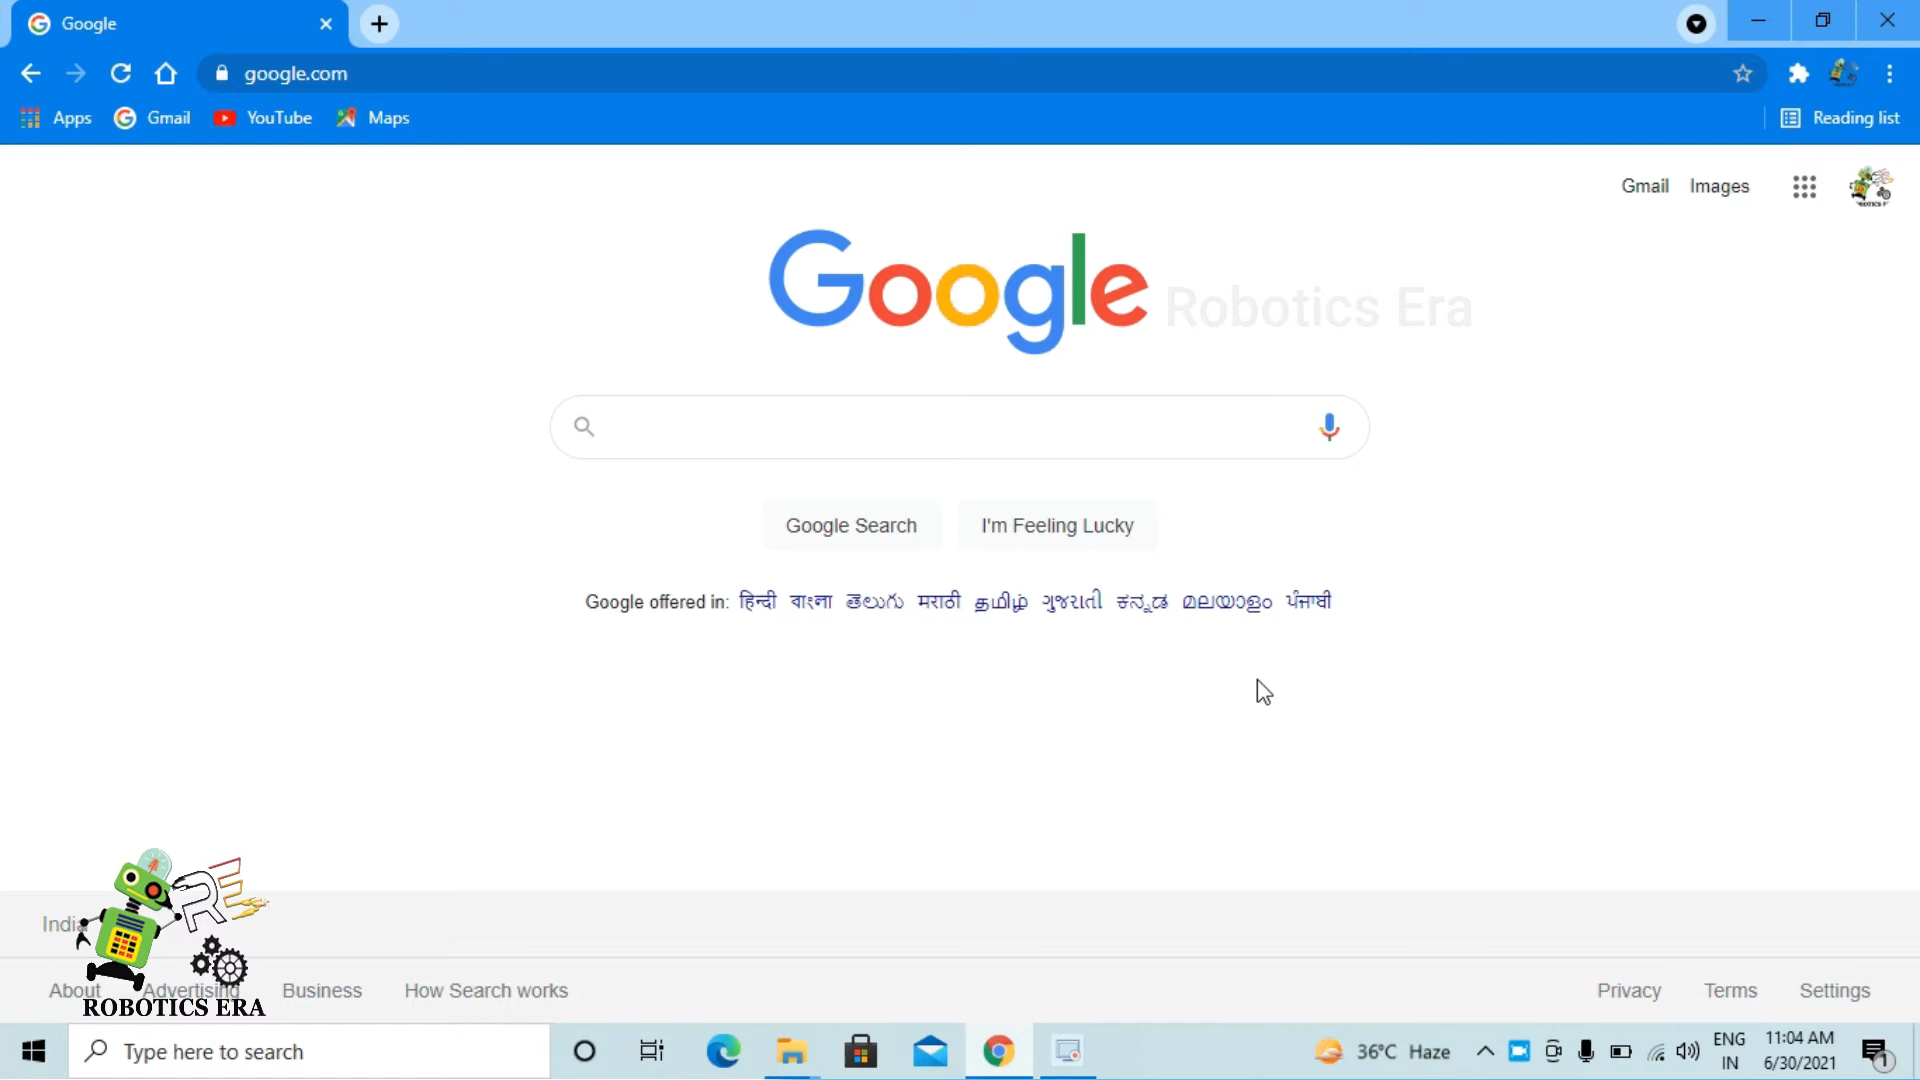 Google
google.com
Apps Gmail YouTube Maps Reading list
Gmail Images
Google Robotics Era
Google Search I'm Feeling Lucky
Google offered in: हिन्दी বাংলা తెలుగు मराठी தமிழ் ગુજરાતી ಕನ್ನಡ മലയാളം ਪੰਜਾਬੀ
India
RE
About Advertising Business How Search works Privacy Terms Settings
ROBOTICS ERA
Type here to search 36°C Haze ENG 11:04 AM
IN 6/30/2021 1